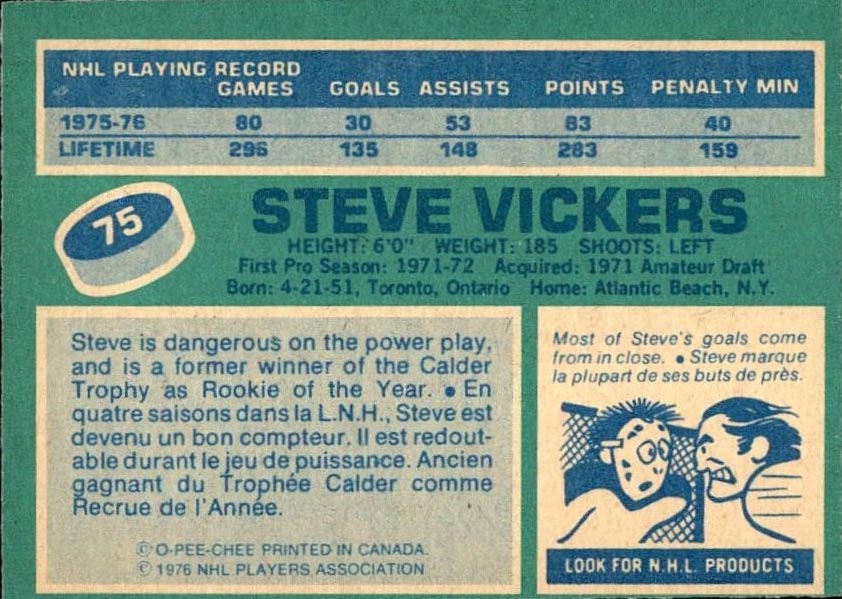 NHL PLAYING RECORD
GAMES GOALS ASSISTS POINTS PENALTY MIN
1975-76 80 30 53 83 40
LIFETIME 296 135 148 283 159
75
STEVE VICKERS
HEIGHT: 6'0" WEIGHT: 185 SHOOTS: LEFT
First Pro Season: 1971-72 Acquired: 1971 Amateur Draft
Born: 4-21-51, Toronto, Ontario Home: Atlantic Beach, N.Y.
Steve is dangerous on the power play,
and is a former winner of the Calder
Trophy as Rookie of the Year. • En
quatre saisons dans la L.N.H., Steve est
devenu un bon compteur. Il est redout-
able durant le jeu de puissance. Ancien
gagnant du Trophée Calder comme
Recrue de l'Année.
© O-PEE-CHEE PRINTED IN CANADA.
© 1976 NHL PLAYERS ASSOCIATION
Most of Steve's goals come
from in close. • Steve marque
la plupart de ses buts de près.
LOOK FOR N.H.L. PRODUCTS